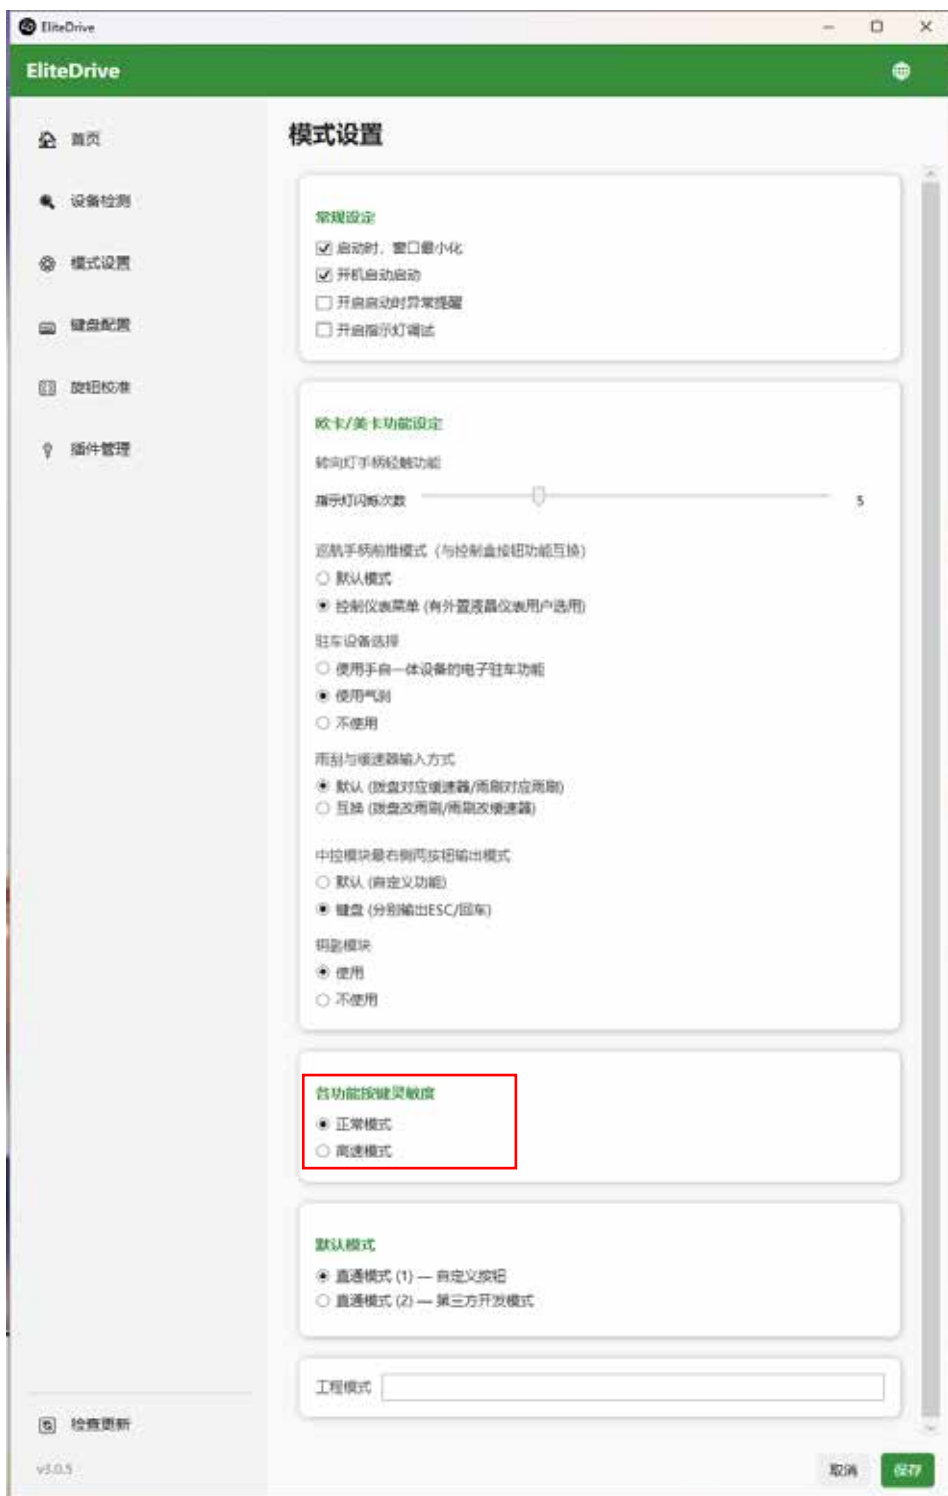 EliteDrive
EliteDrive
首页
设备检测
模式设置
键盘配置
旋钮校准
插件管理
检查更新
v3.0.5
模式设置
常规设定
启动时，窗口最小化
开机自动启动
开启启动时异常提醒
开启指示灯调试
欧卡/美卡功能设定
转向灯手柄轻触功能
指示灯闪烁次数 5
巡航手柄前推模式（与控制盒按钮功能互换）
默认模式
控制仪表菜单 (有外置液晶仪表用户选用)
驻车设备选择
使用手自一体设备的电子驻车功能
使用气刹
不使用
雨刮与缓速器输入方式
默认 (拨盘对应缓速器/雨刷对应雨刷)
互换 (拨盘改雨刷/雨刷改缓速器)
中控模块最右侧两按钮输出模式
默认 (自定义功能)
键盘 (分别输出ESC/回车)
钥匙模块
使用
不使用
各功能按键灵敏度
正常模式
高速模式
默认模式
直通模式 (1) — 自定义按钮
直通模式 (2) — 第三方开发模式
工程模式
取消
保存